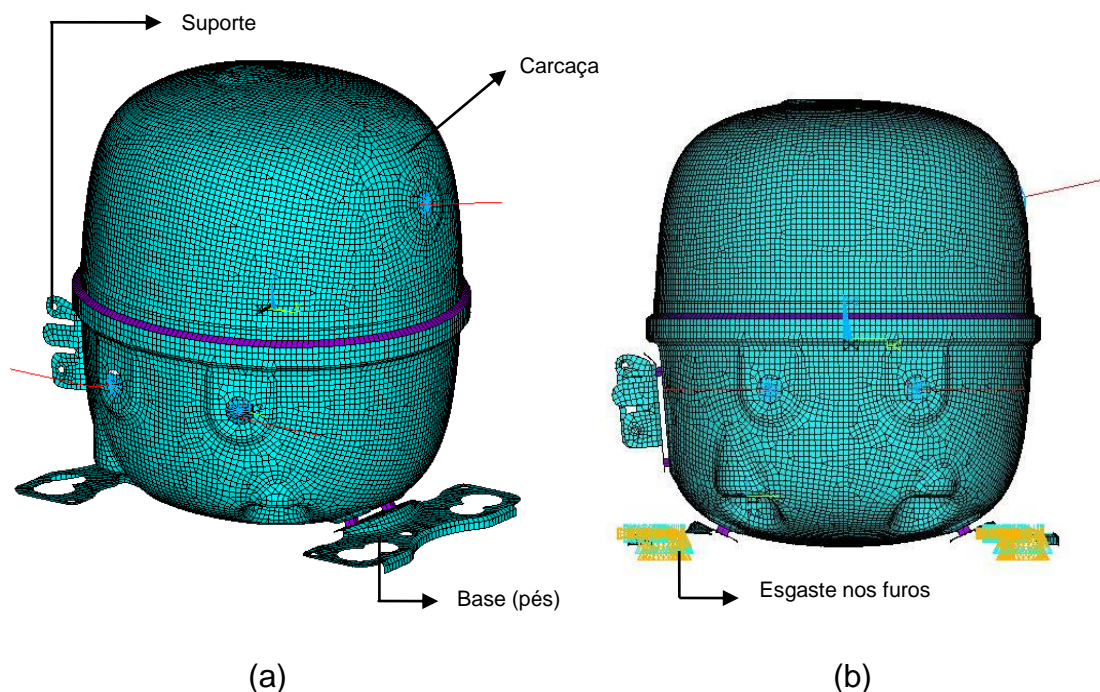 Suporte
Carcaça
Base (pés)
Esgaste nos furos
(a)
(b)